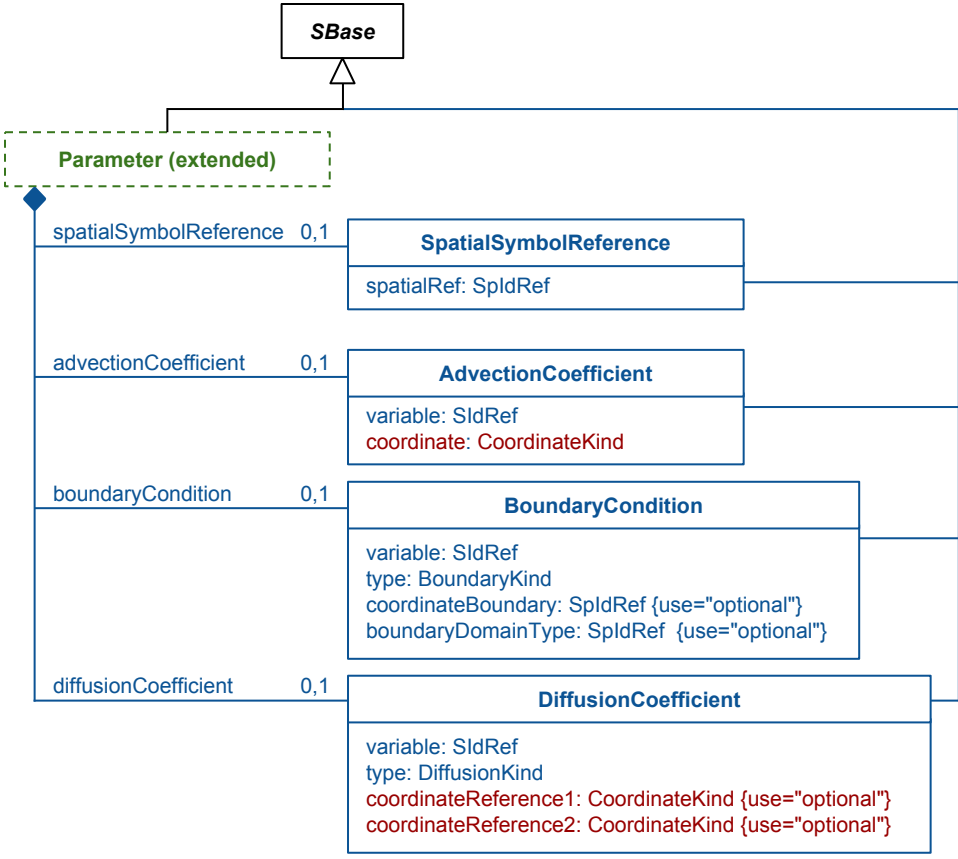 SBase
Parameter (extended)
spatialSymbolReference 0,1
SpatialSymbolReference
spatialRef: SpIdRef
advectionCoefficient 0,1
AdvectionCoefficient
variable: SIdRef
coordinate: CoordinateKind
boundaryCondition 0,1
BoundaryCondition
variable: SIdRef
type: BoundaryKind
coordinateBoundary: SpIdRef {use="optional"}
boundaryDomainType: SpIdRef {use="optional"}
diffusionCoefficient 0,1
DiffusionCoefficient
variable: SIdRef
type: DiffusionKind
coordinateReference1: CoordinateKind {use="optional"}
coordinateReference2: CoordinateKind {use="optional"}